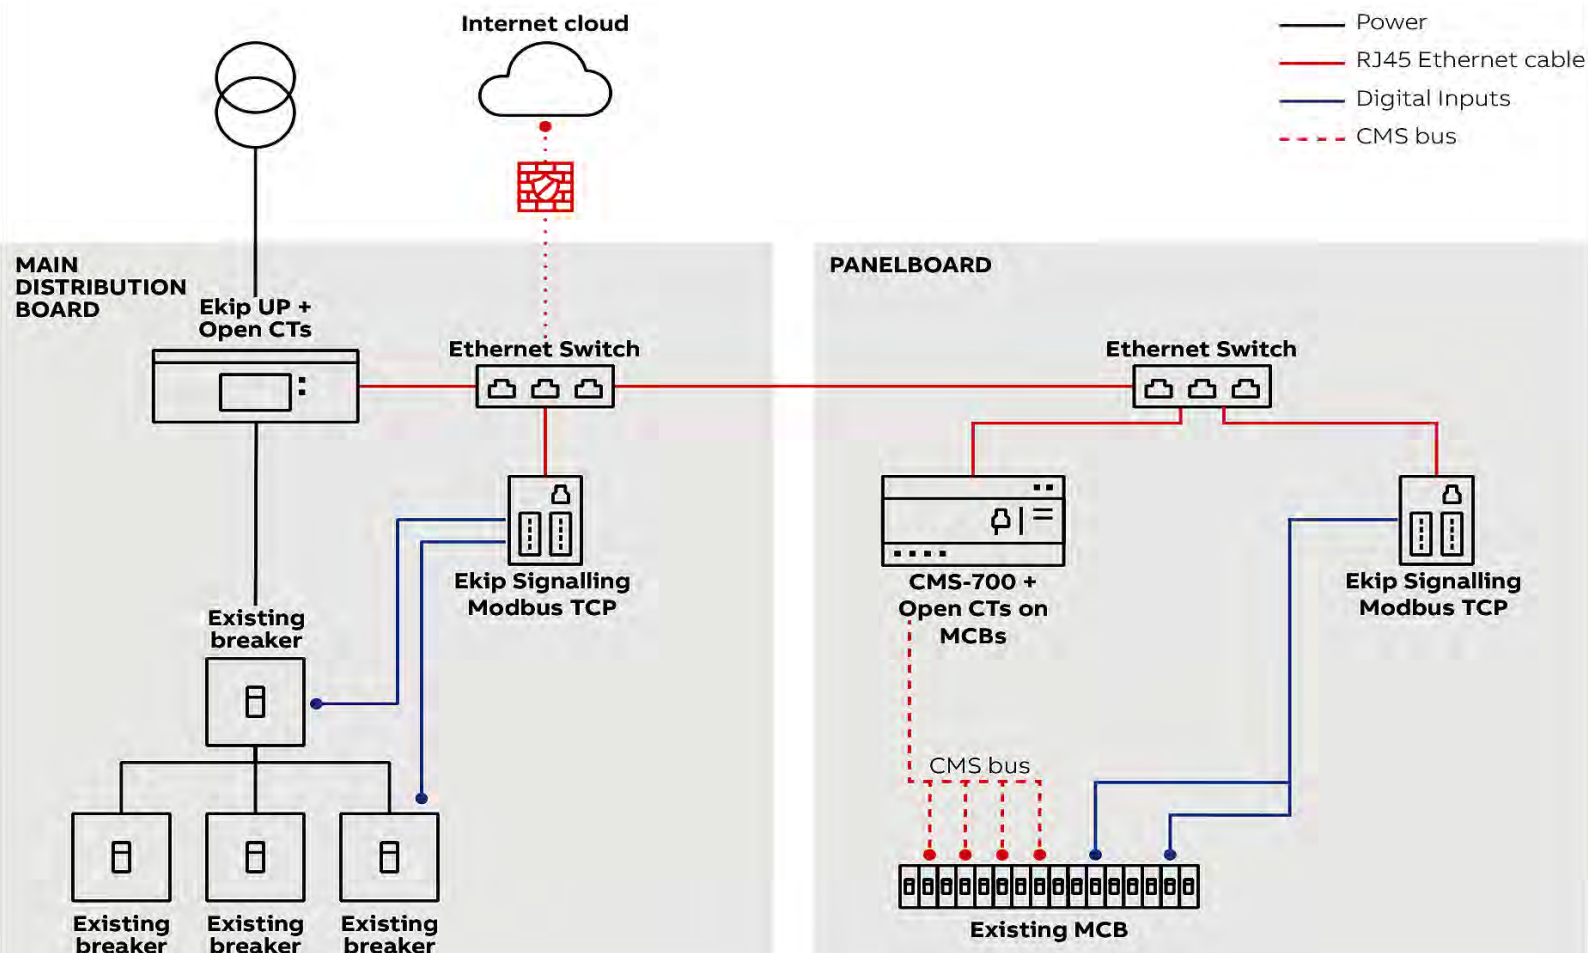 Internet cloud
Power
RJ45 Ethernet cable
Digital Inputs
CMS bus
MAIN
DISTRIBUTION
BOARD
Ekip UP +
Open CTs
Ethernet Switch
Ekip Signalling
Modbus TCP
Existing
breaker
Existing
breaker
Existing
breaker
Existing
breaker
PANELBOARD
Ethernet Switch
CMS-700 +
Open CTs on
MCBs
Ekip Signalling
Modbus TCP
CMS bus
Existing MCB